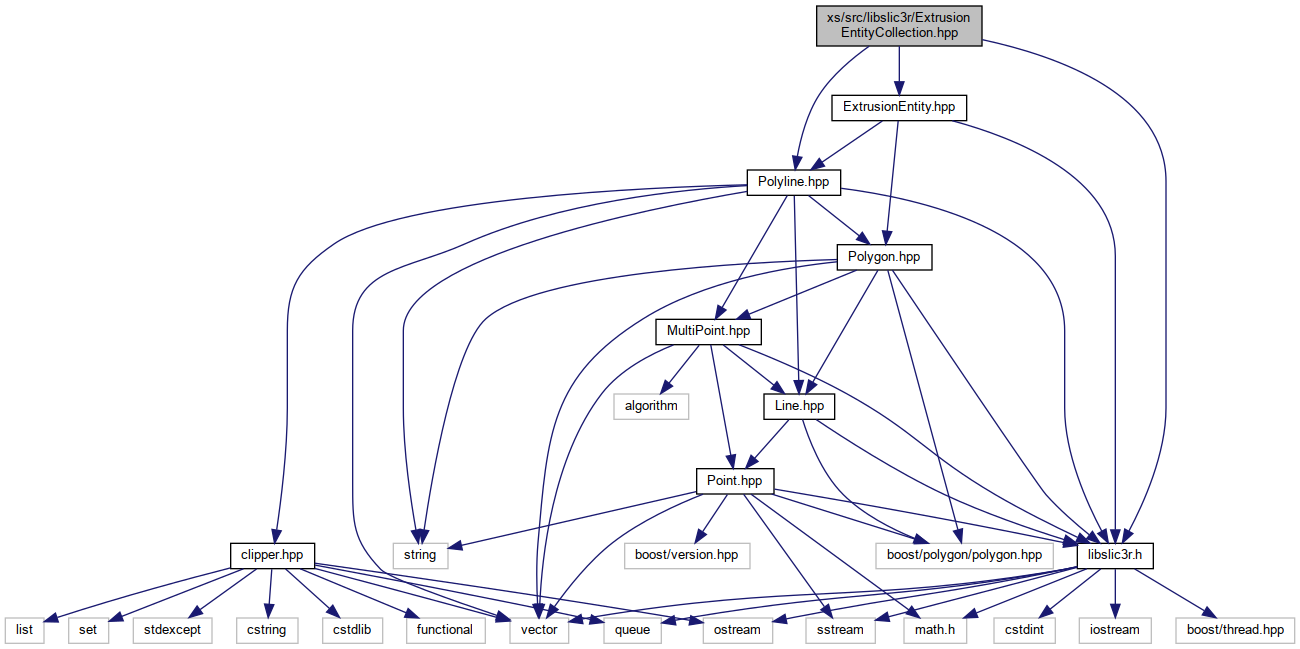 xs/src/libslic3r/Extrusion
EntityCollection.hpp
ExtrusionEntity.hpp
Polyline.hpp
Polygon.hpp
MultiPoint.hpp
algorithm
Line.hpp
Point.hpp
clipper.hpp
string
boost/version.hpp
boost/polygon/polygon.hpp
libslic3r.h
list
set
stdexcept
cstring
cstdlib
functional
vector
queue
ostream
sstream
math.h
cstdint
iostream
boost/thread.hpp